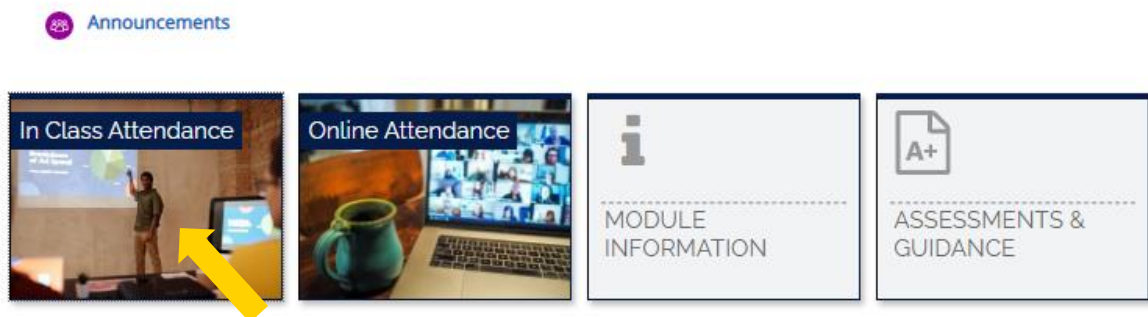 Announcements
In Class Attendance
Online Attendance
MODULE
INFORMATION
A+
ASSESSMENTS &
GUIDANCE